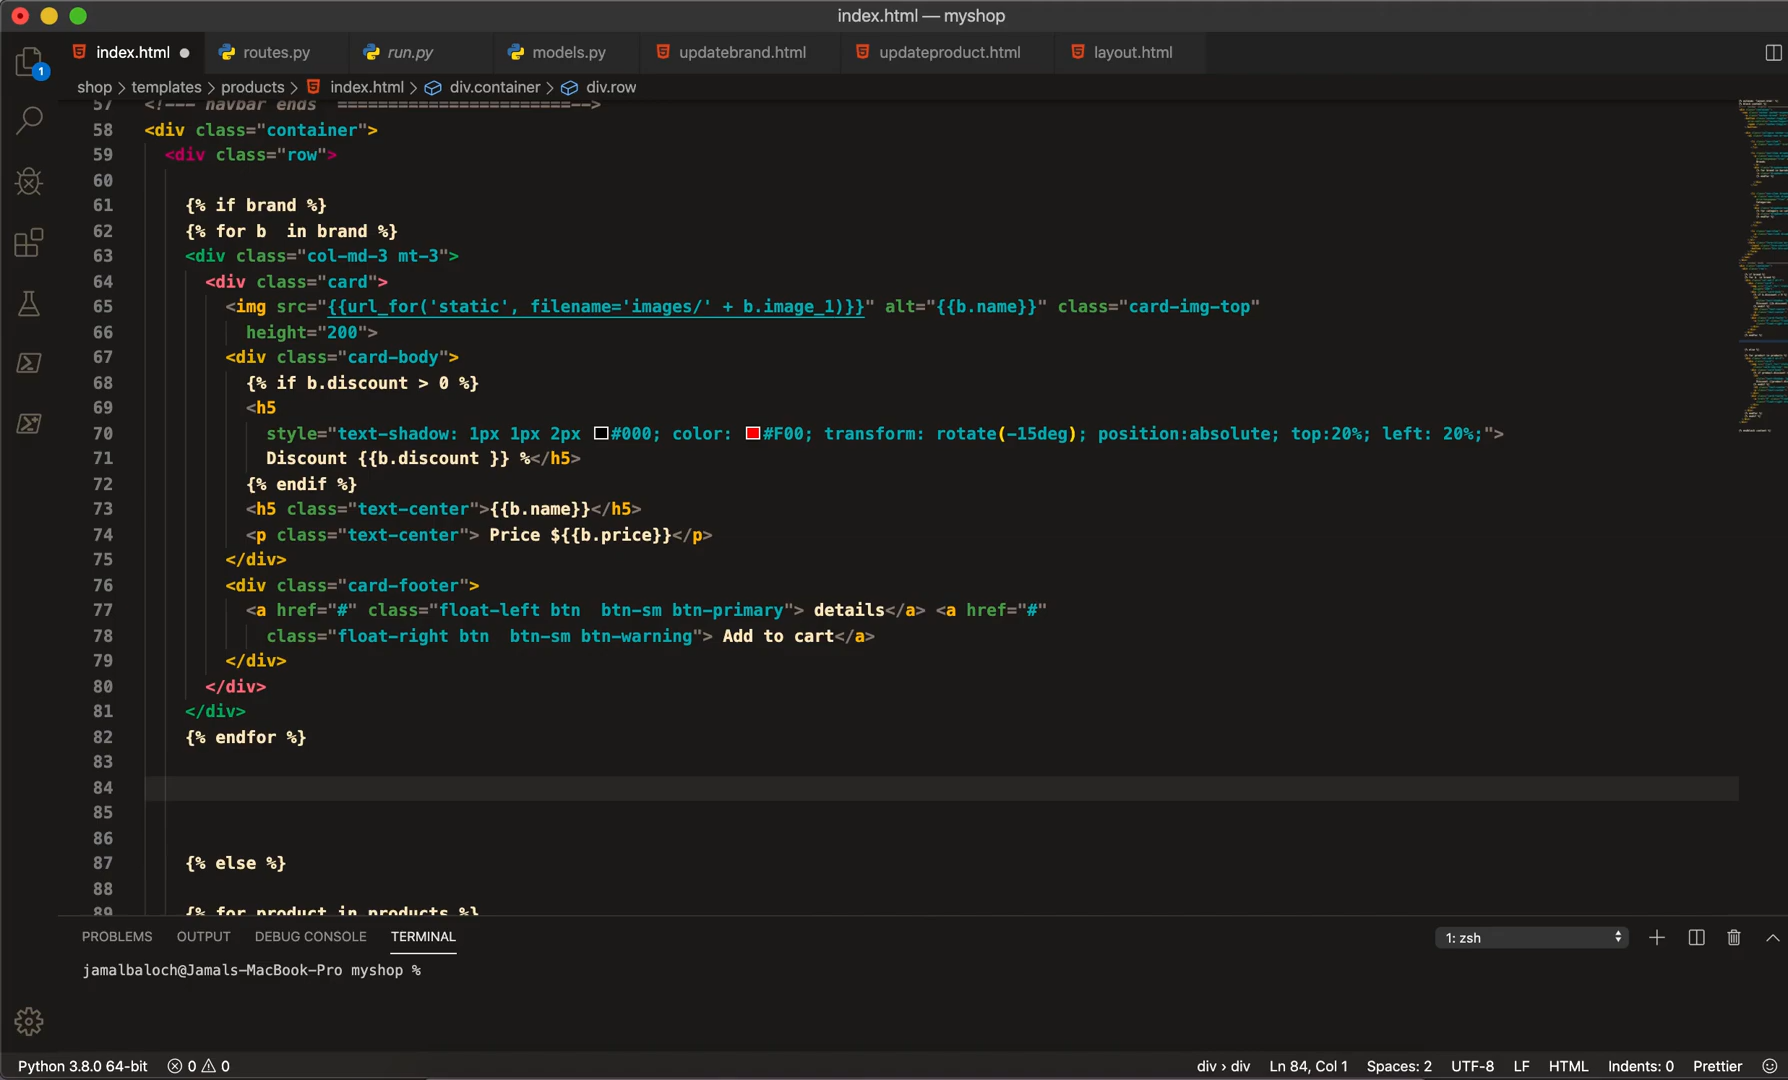 index.html — myshop
index.html routes.py run.py models.py updatebrand.html updateproduct.html layout.html
1
shop > templates > products > index.html > div.container > div.row
57 <!--- navbar ends =======================-->
58 <div class="container">
59 <div class="row">
60
61 {% if brand %}
62 {% for b  in brand %}
63 <div class="col-md-3 mt-3">
64 <div class="card">
65 <img src="{{url_for('static', filename='images/' + b.image_1)}}" alt="{{b.name}}" class="card-img-top"
66 height="200">
67 <div class="card-body">
68 {% if b.discount > 0 %}
69 <h5
70 style="text-shadow: 1px 1px 2px #000; color: #F00; transform: rotate(-15deg); position:absolute; top:20%; left: 20%;">
71 Discount {{b.discount }} %</h5>
72 {% endif %}
73 <h5 class="text-center">{{b.name}}</h5>
74 <p class="text-center"> Price ${{b.price}}</p>
75 </div>
76 <div class="card-footer">
77 <a href="#" class="float-left btn  btn-sm btn-primary"> details</a> <a href="#"
78 class="float-right btn  btn-sm btn-warning"> Add to cart</a>
79 </div>
80 </div>
81 </div>
82 {% endfor %}
83
84
85
86
87 {% else %}
88
89 {% for product in products %}
PROBLEMS OUTPUT DEBUG CONSOLE TERMINAL 1: zsh
jamalbaloch@Jamals-MacBook-Pro myshop %
Python 3.8.0 64-bit 0 0 div > div Ln 84, Col 1 Spaces: 2 UTF-8 LF HTML Indents: 0 Prettier